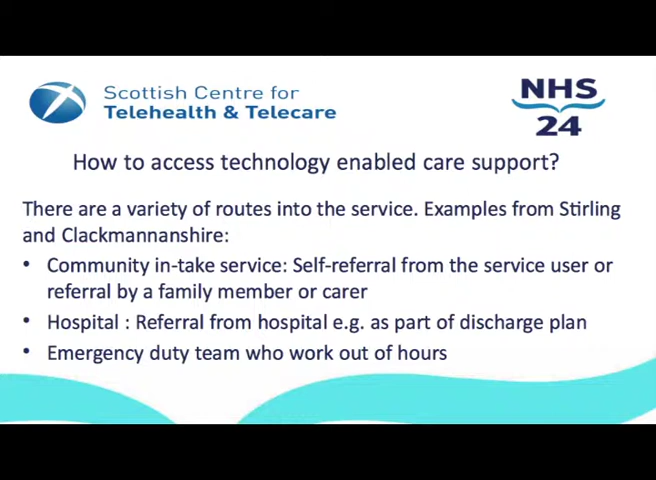 Scottish Centre for
Telehealth & Telecare
NHS
24
How to access technology enabled care support?
There are a variety of routes into the service. Examples from Stirling
and Clackmannanshire:
• Community in-take service: Self-referral from the service user or
referral by a family member or carer
• Hospital : Referral from hospital e.g. as part of discharge plan
• Emergency duty team who work out of hours